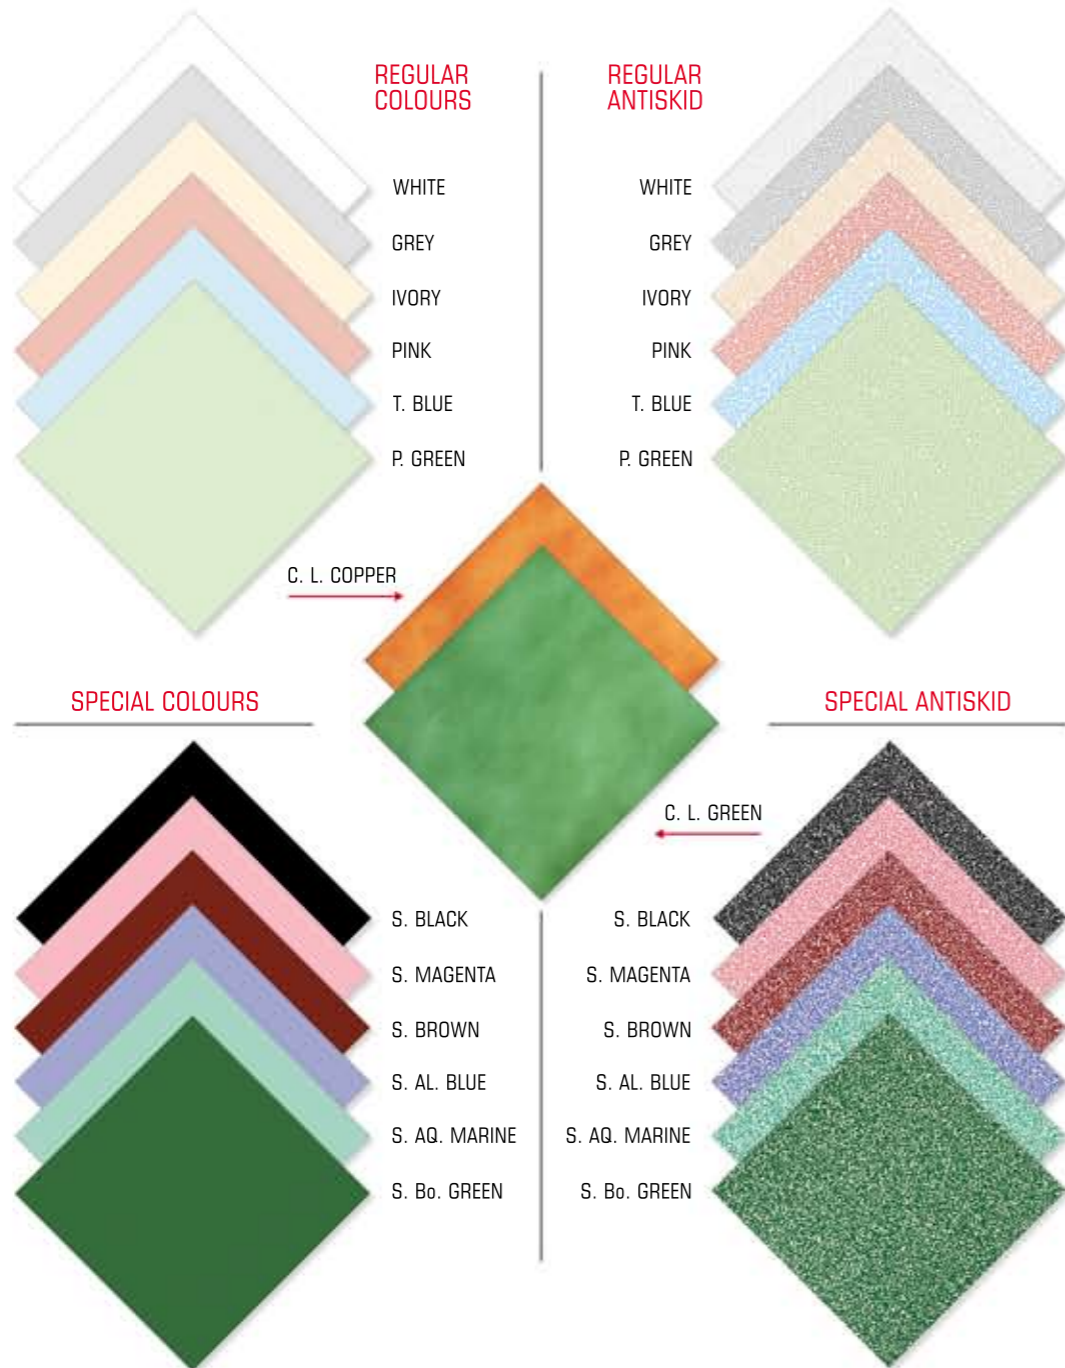 REGULAR
COLOURS
WHITE
GREY
IVORY
PINK
T. BLUE
P. GREEN
REGULAR
ANTISKID
WHITE
GREY
IVORY
PINK
T. BLUE
P. GREEN
C. L. COPPER
C. L. GREEN
SPECIAL COLOURS
S. BLACK
S. MAGENTA
S. BROWN
S. AL. BLUE
S. AQ. MARINE
S. Bo. GREEN
SPECIAL ANTISKID
S. BLACK
S. MAGENTA
S. BROWN
S. AL. BLUE
S. AQ. MARINE
S. Bo. GREEN